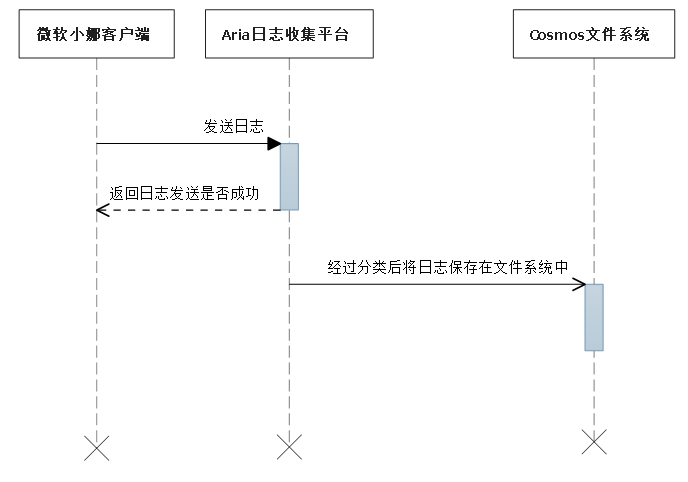 微软小娜客户端
Aria日志收集平台
Cosmos文件系统
发送日志
返回日志发送是否成功
经过分类后将日志保存在文件系统中